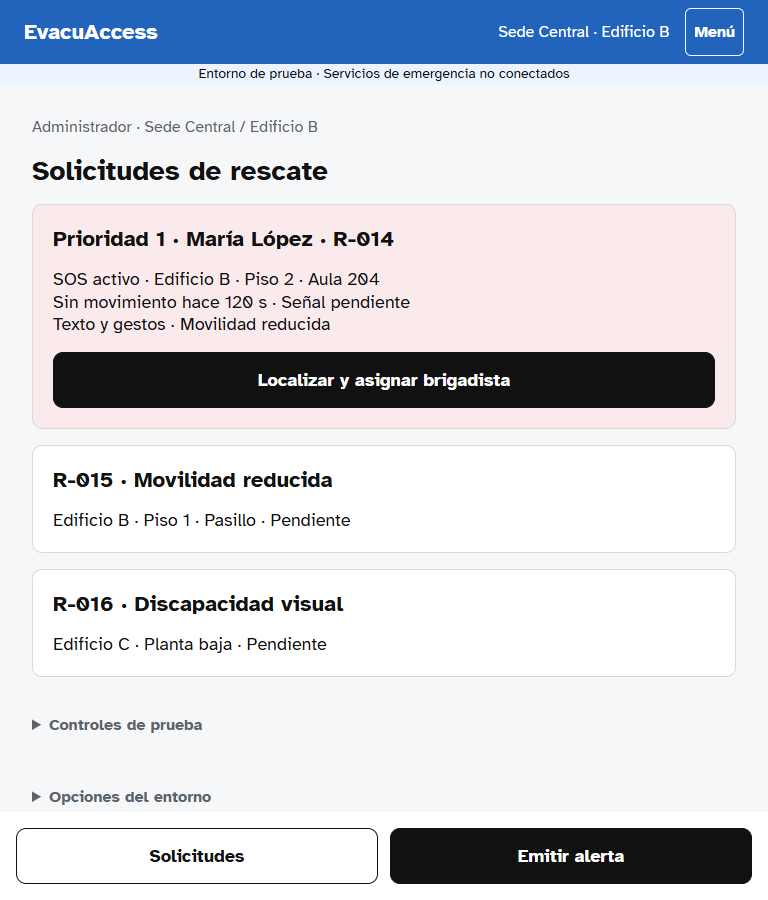 EvacuAccess
Sede Central · Edificio B
Menú
Entorno de prueba · Servicios de emergencia no conectados
Administrador · Sede Central / Edificio B
Solicitudes de rescate
Prioridad 1 · María López · R-014
SOS activo · Edificio B · Piso 2 · Aula 204
Sin movimiento hace 120 s · Señal pendiente
Texto y gestos · Movilidad reducida
Localizar y asignar brigadista
R-015 · Movilidad reducida
Edificio B · Piso 1 · Pasillo · Pendiente
R-016 · Discapacidad visual
Edificio C · Planta baja · Pendiente
Controles de prueba
Opciones del entorno
Solicitudes
Emitir alerta